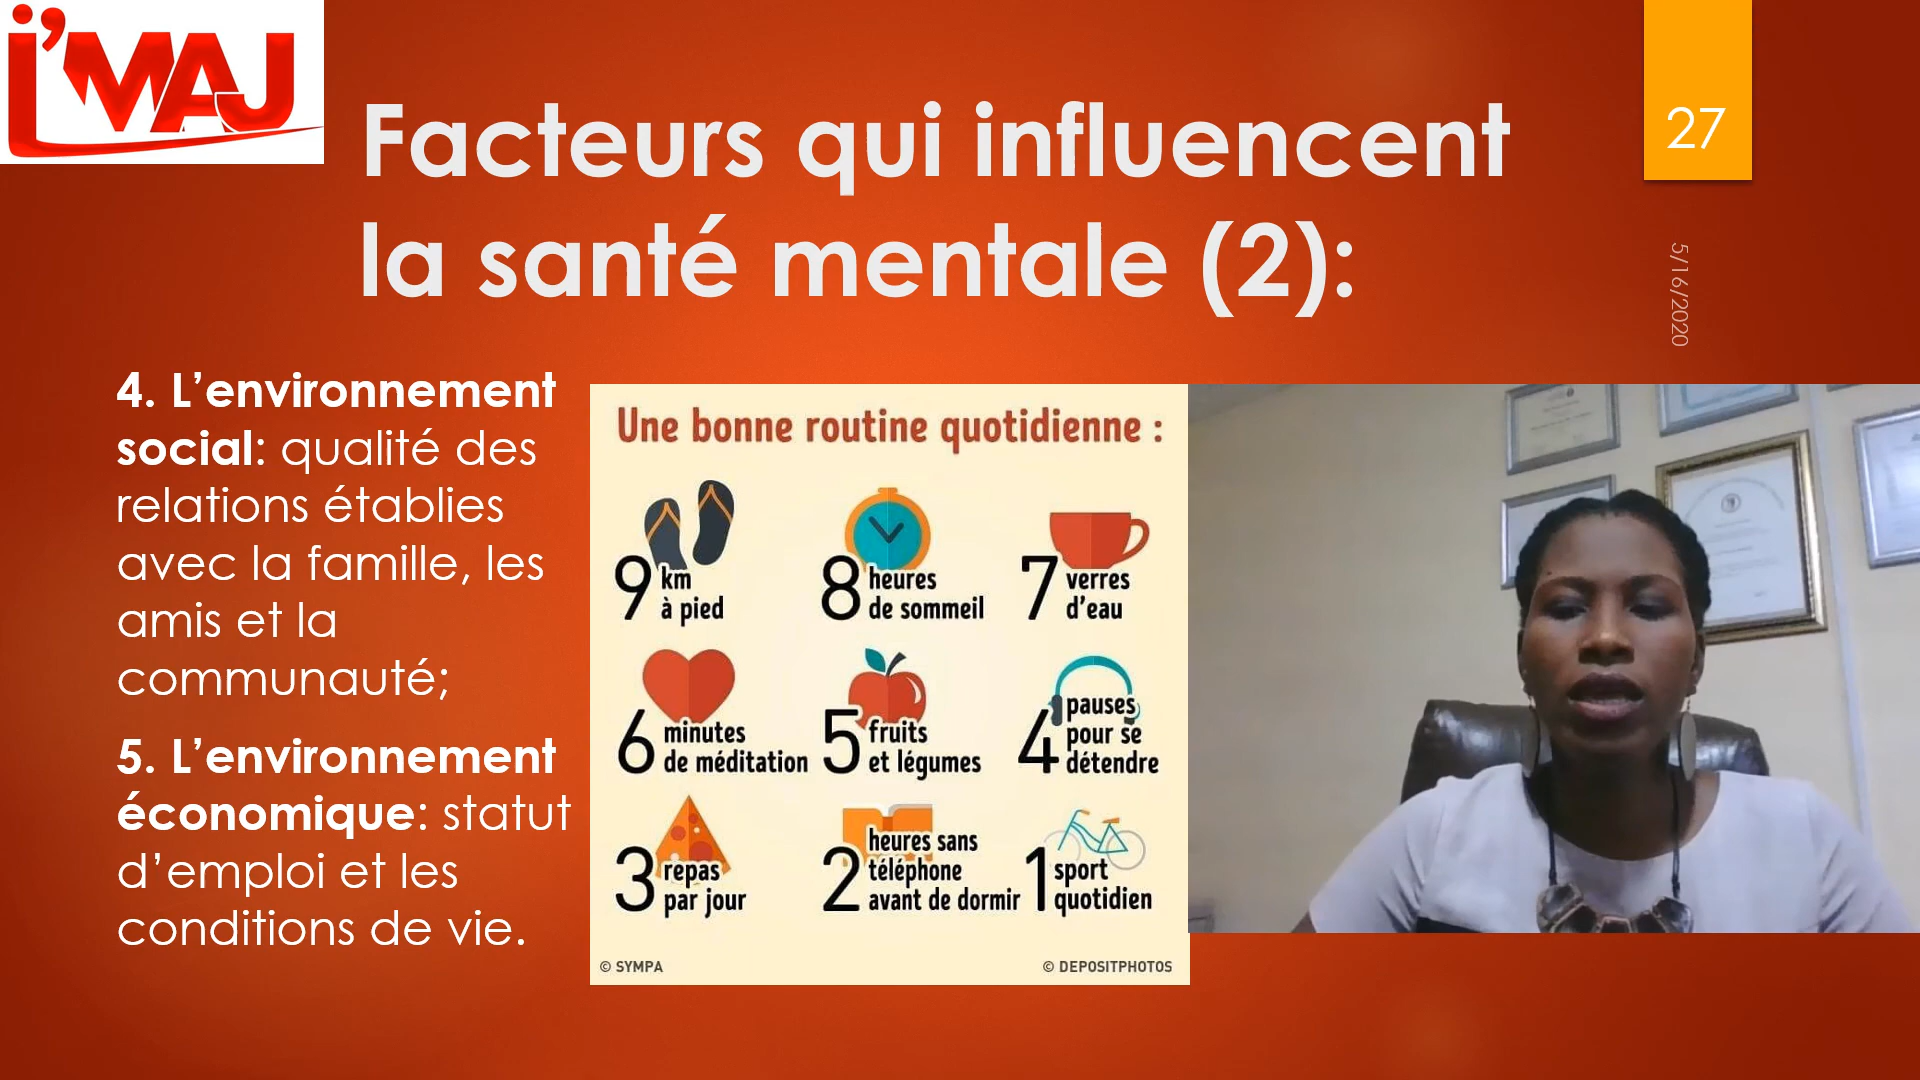 i'MAJ
Facteurs qui influencent
la santé mentale (2):
27
5/16/2020
4. L’environnement
social: qualité des
relations établies
avec la famille, les
amis et la
communauté;
5. L’environnement
économique: statut
d’emploi et les
conditions de vie.
Une bonne routine quotidienne :
9 km
à pied
8 heures
de sommeil
7 verres
d’eau
6 minutes
de méditation
5 fruits
et légumes
4 pauses
pour se
détendre
3 repas
par jour
2 heures sans
téléphone
avant de dormir
1 sport
quotidien
© SYMPA
© DEPOSITPHOTOS